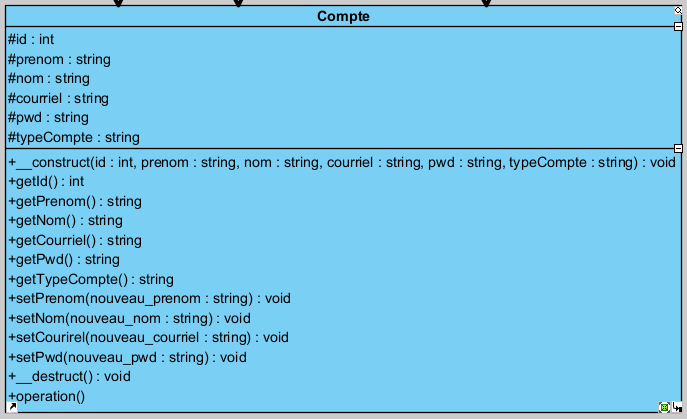 Compte
#id : int
#prenom : string
#nom : string
#courriel : string
#pwd : string
#typeCompte : string
+__construct(id : int, prenom : string, nom : string, courriel : string, pwd : string, typeCompte : string) : void
+getId() : int
+getPrenom() : string
+getNom() : string
+getCourriel() : string
+getPwd() : string
+getTypeCompte() : string
+setPrenom(nouveau_prenom : string) : void
+setNom(nouveau_nom : string) : void
+setCourirel(nouveau_courriel : string) : void
+setPwd(nouveau_pwd : string) : void
+__destruct() : void
+operation()